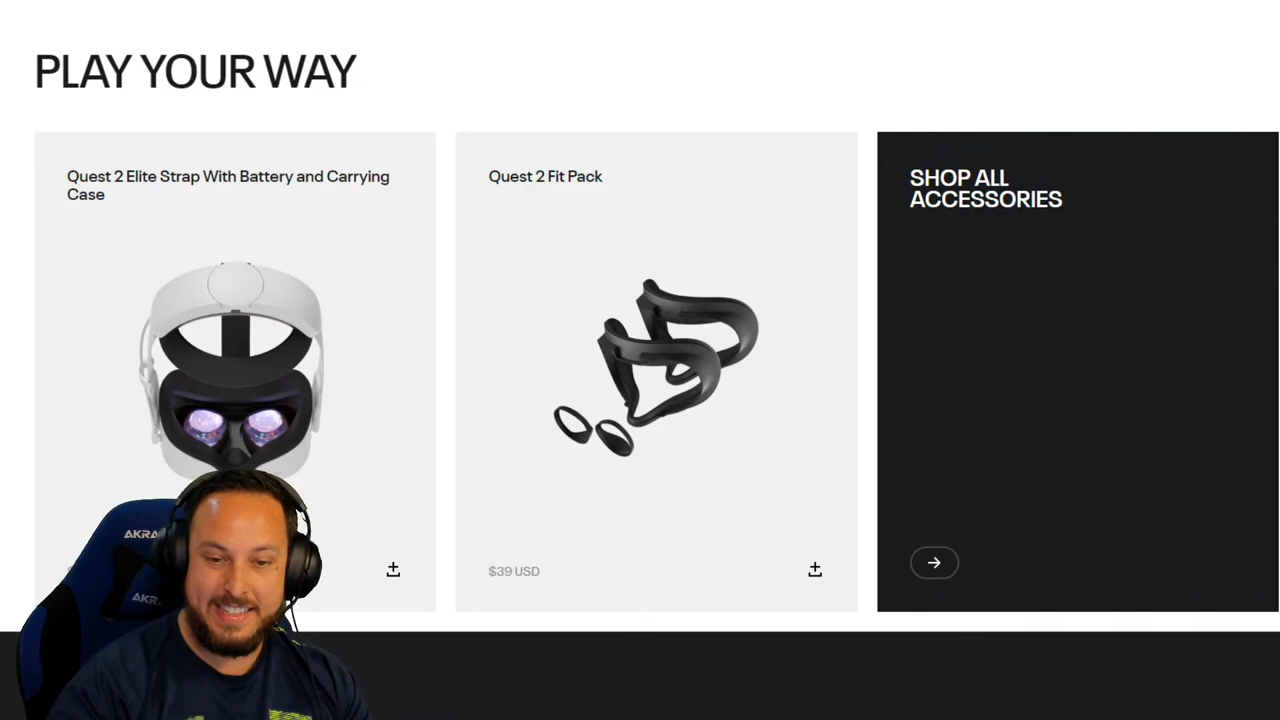 PLAY YOUR WAY
Quest 2 Elite Strap With Battery and Carrying
Case
Quest 2 Fit Pack
SHOP ALL
ACCESSORIES
$39 USD